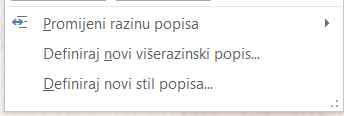 Promijeni razinu popisa
Definiraj novi višerazinski popis...
Definiraj novi stil popisa...